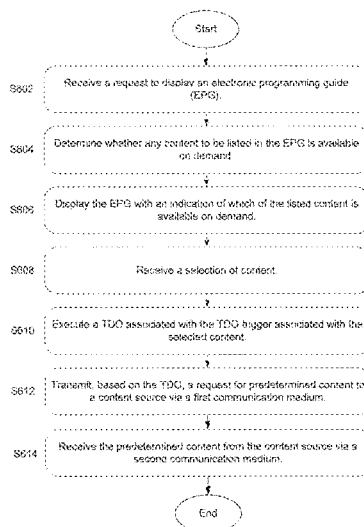 Start
S602
Receive a request to display an electronic programming guide
(EPG).
S604
Determine whether any content to be listed in the EPG is available
on demand
S606
Display the EPG with an indication of which of the listed content is
available on demand.
S608
Receive a selection of content.
S610
Execute a TDO associated with the TDO trigger associated with the
selected content.
S612
Transmit, based on the TDO, a request for predetermined content to
a content source via a first communication medium.
S614
Receive the predetermined content from the content source via a
second communication medium.
End